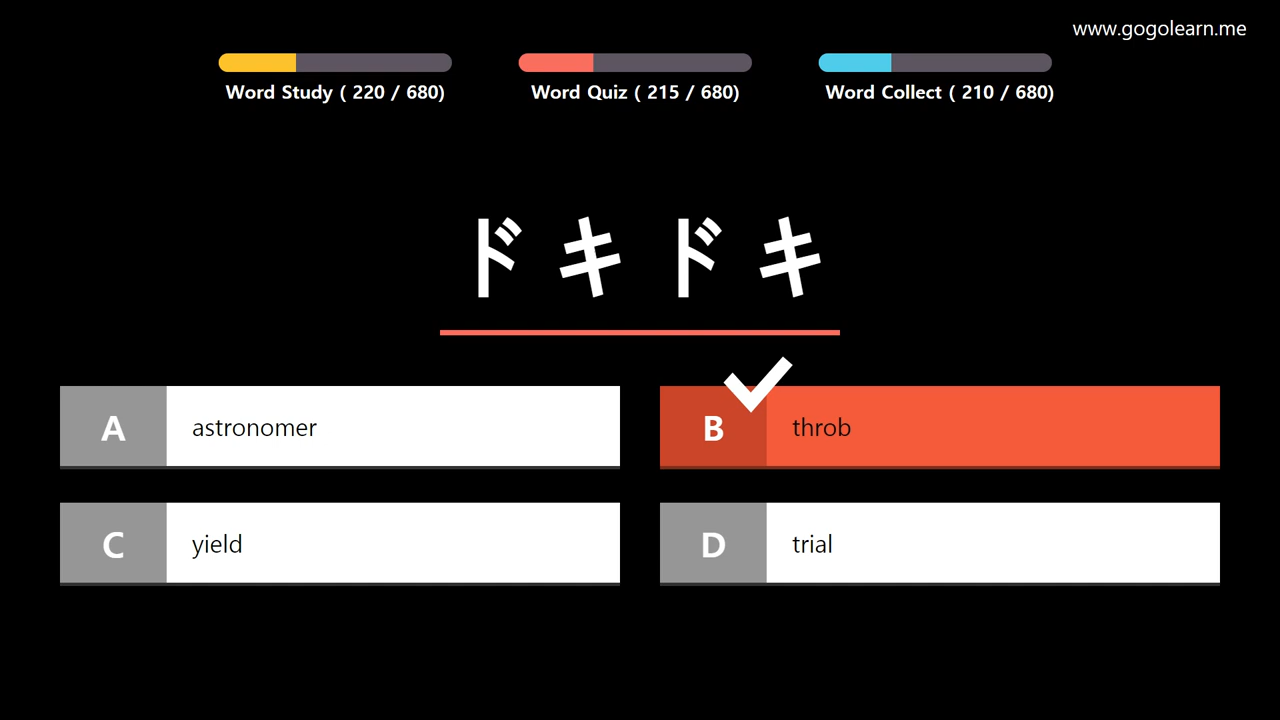 www.gogolearn.me
Word Study ( 220 / 680)
Word Quiz ( 215 / 680)
Word Collect ( 210 / 680)
ドキドキ
A astronomer
B throb
C yield
D trial